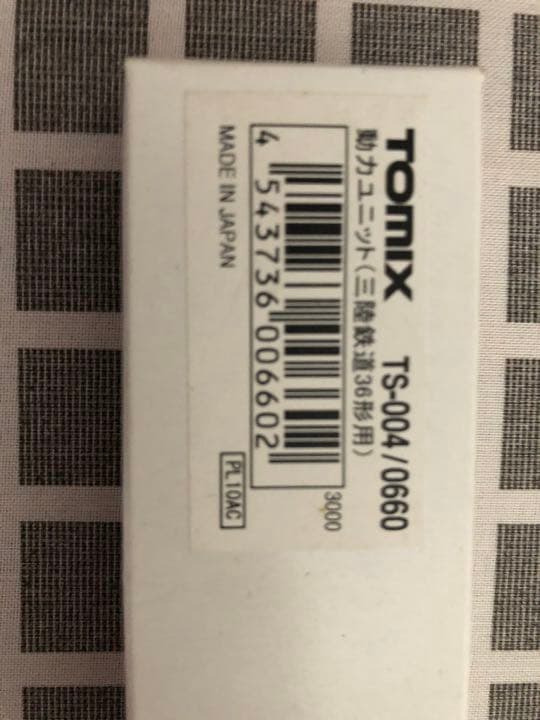 TOMIX TS-004/0660
動力ユニット(三陸鉄道36形用)
3000
4 543736 006602
MADE IN JAPAN
PL10AC